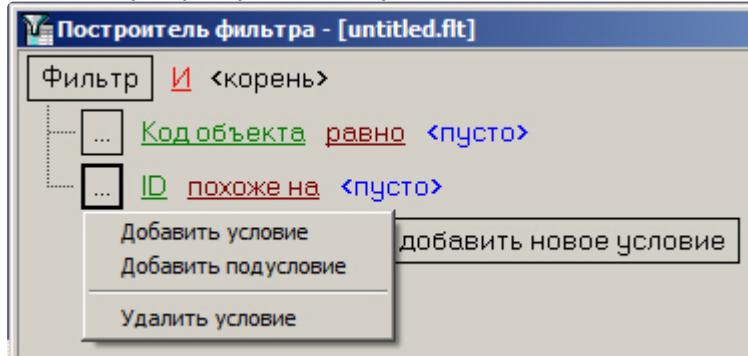 Построитель фильтра - [untitled.flt]
Фильтр И <корень>
... Код объекта равно <пусто>
... ID похоже на <пусто>
Добавить условие
добавить новое условие
Добавить подусловие
Удалить условие